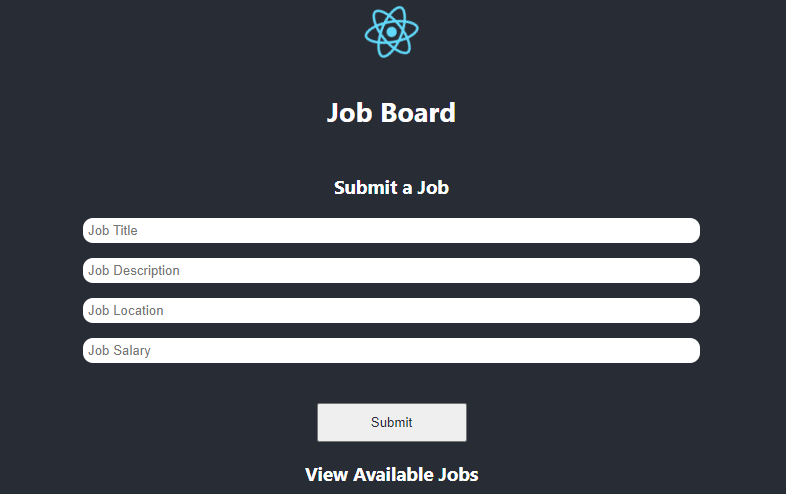 Job Board
Submit a Job
Job Title
Job Description
Job Location
Job Salary
Submit
View Available Jobs